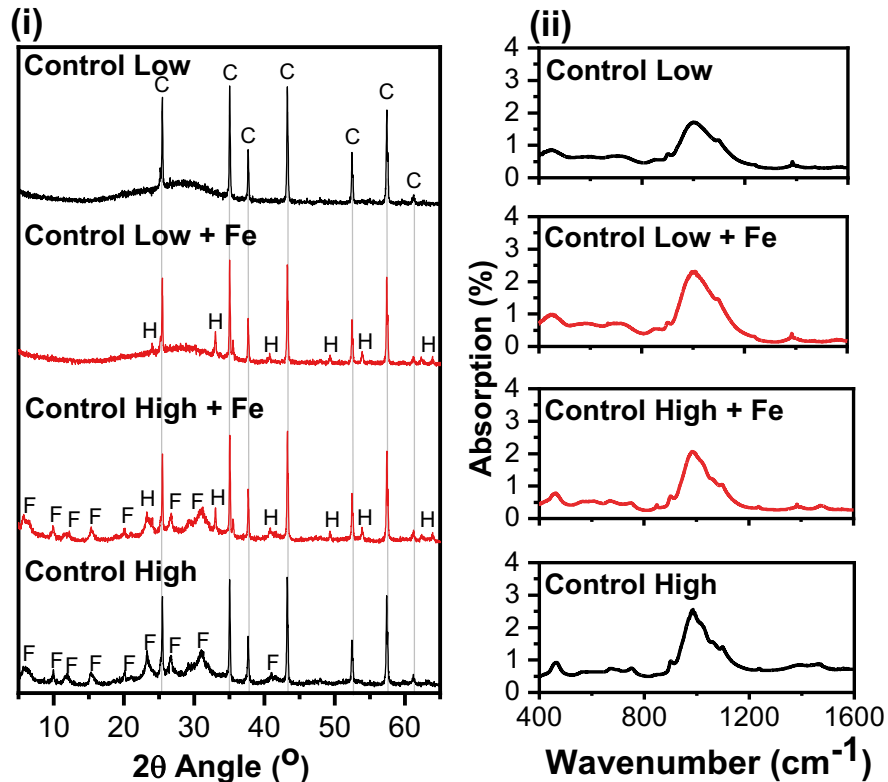 (i)
Control Low
C C C C C C C
Control Low + Fe
H H H H H H H
Control High + Fe
F F F F F H F F H H H H H
Control High
F F F F F F F F F
10 20 30 40 50 60
2θ Angle (º)
(ii)
Absorption (%)
4 3 2 1 0
Control Low
4 3 2 1 0
Control Low + Fe
4 3 2 1 0
Control High + Fe
4 3 2 1 0
Control High
400 800 1200 1600
Wavenumber (cm⁻¹)